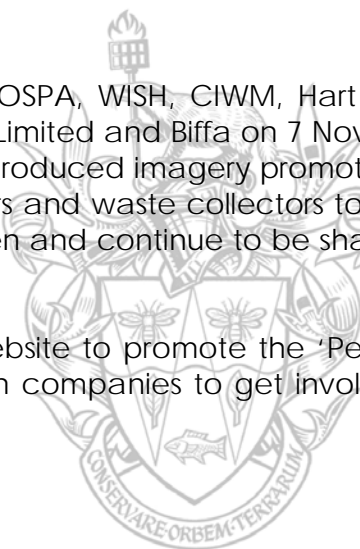 OSPA, WISH, CIWM, Hart
Limited and Biffa on 7 Nov
roduced imagery promot
rs and waste collectors to
en and continue to be sha
ebsite to promote the ‘Pe
n companies to get invol
CONSERVARE·ORBEM·TERRARUM